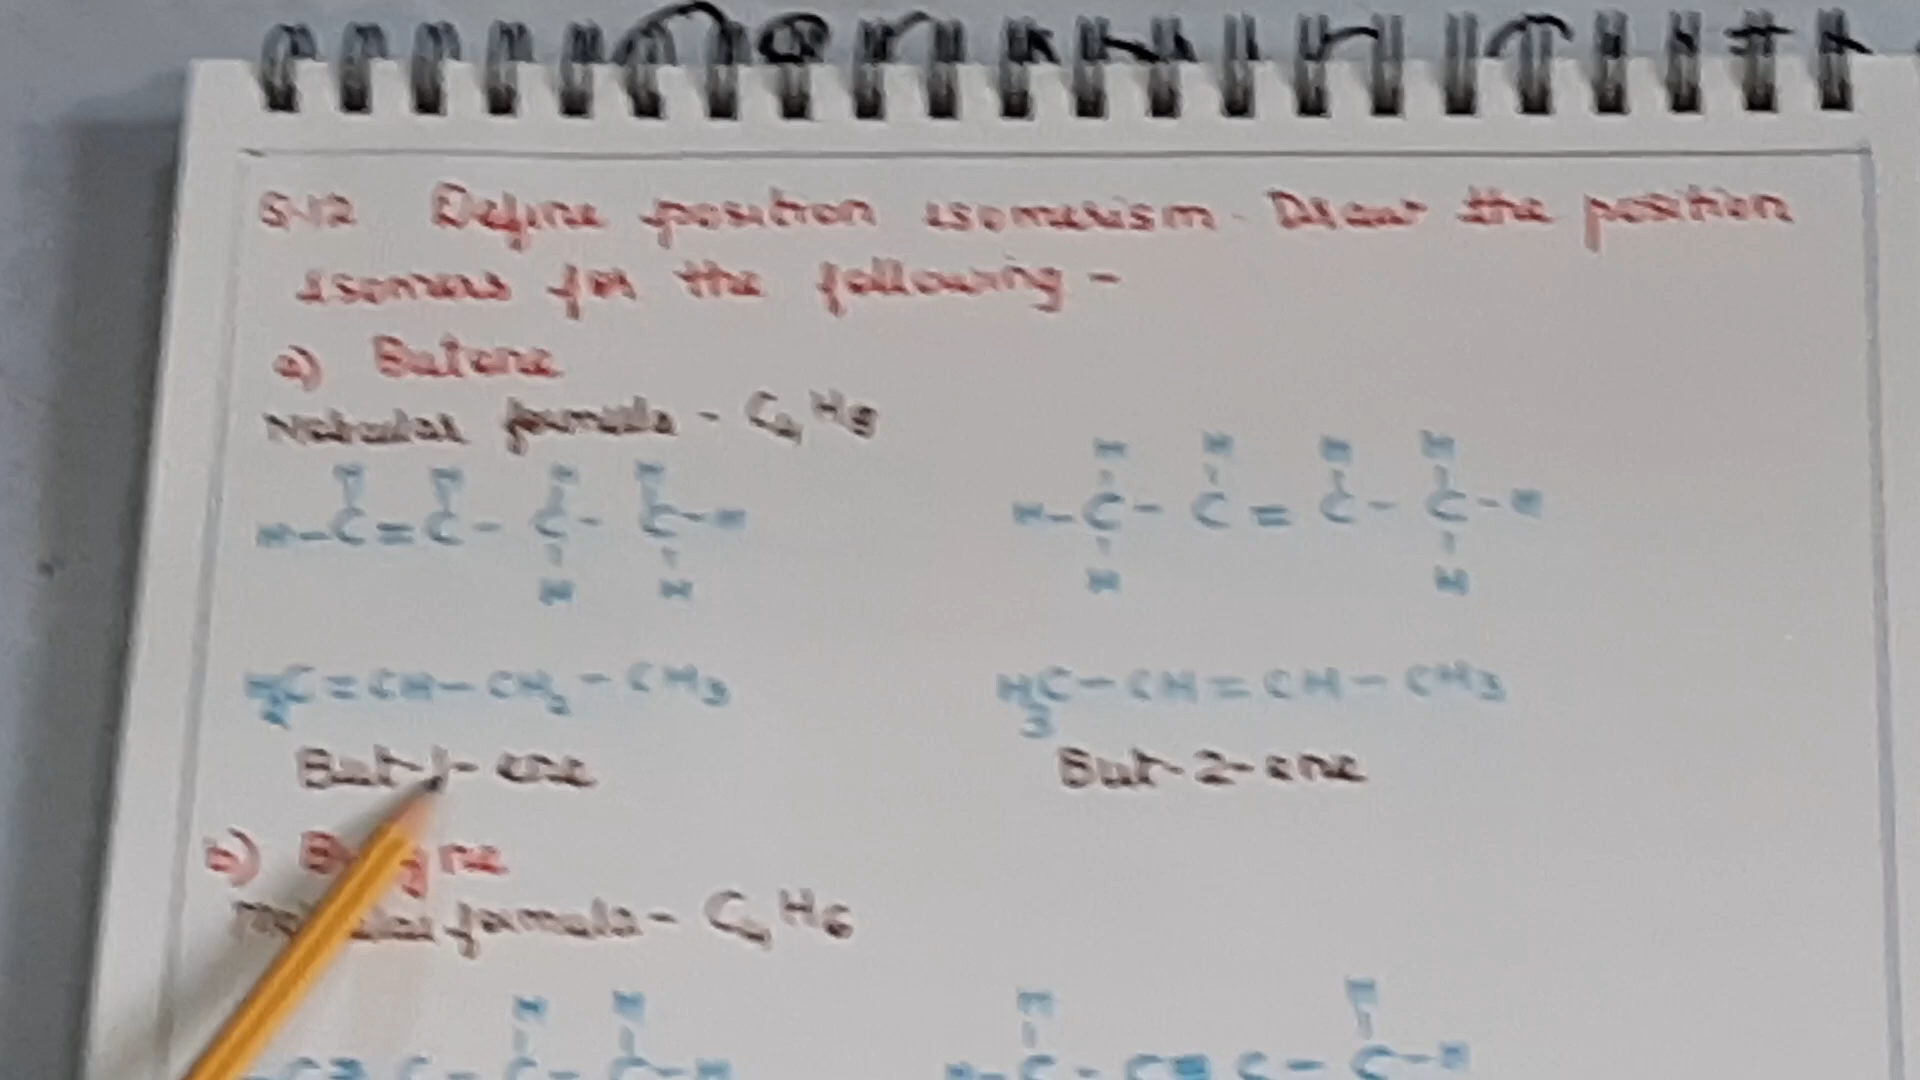 Q.12 Define position isomerism. Draw the position
isomers for the following -
a) Butene
Molecular formula - C4H8
H H H H
H-C=C-C-C-H
H H
H H H H
H-C-C=C-C-H
H H
H2C=CH-CH2-CH3
H3C-CH=CH-CH3
But-1-ene
But-2-ene
b) Butyne
Molecular formula - C4H6
H H
C≡C-C-C-H
H H
H-C-C≡C-C-H